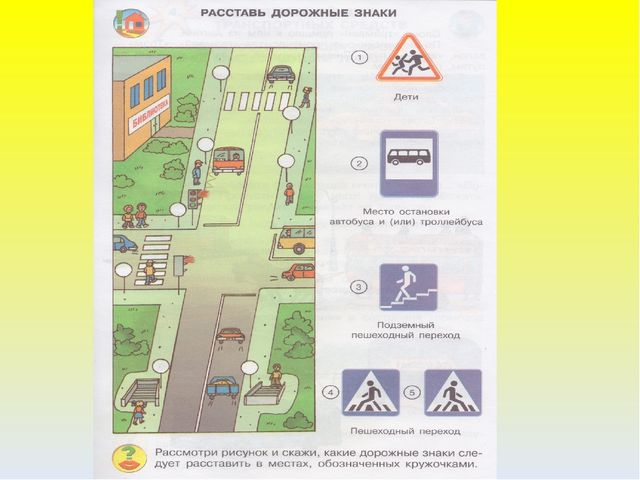 РАССТАВЬ ДОРОЖНЫЕ ЗНАКИ
БИБЛИОТЕКА
1
Дети
2
Место остановки
автобуса и (или) троллейбуса
3
Подземный
пешеходный переход
4
5
Пешеходный переход
?
Рассмотри рисунок и скажи, какие дорожные знаки сле-
дует расставить в местах, обозначенных кружочками.